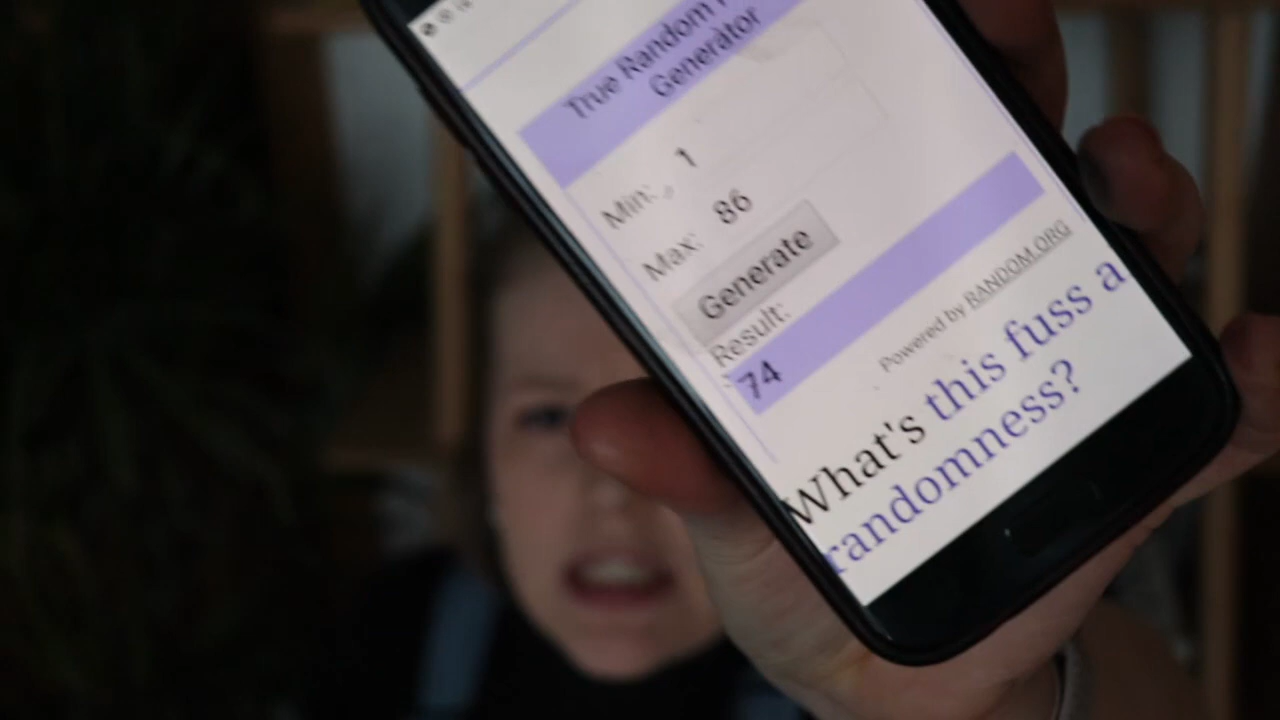 True Random
Generator
Min: 1
Max: 86
Generate
Result:
74
Powered by RANDOM.ORG
What's this fuss a
randomness?